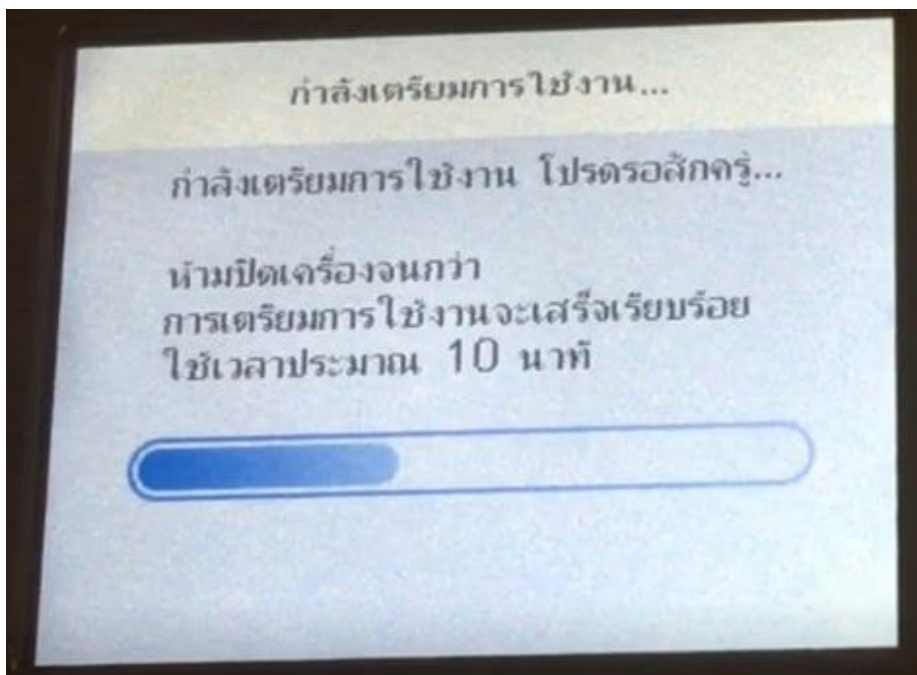 กำลังเตรียมการใช้งาน...
กำลังเตรียมการใช้งาน โปรดรอสักครู่...
ห้ามปิดเครื่องจนกว่า
การเตรียมการใช้งานจะเสร็จเรียบร้อย
ใช้เวลาประมาณ 10 นาที